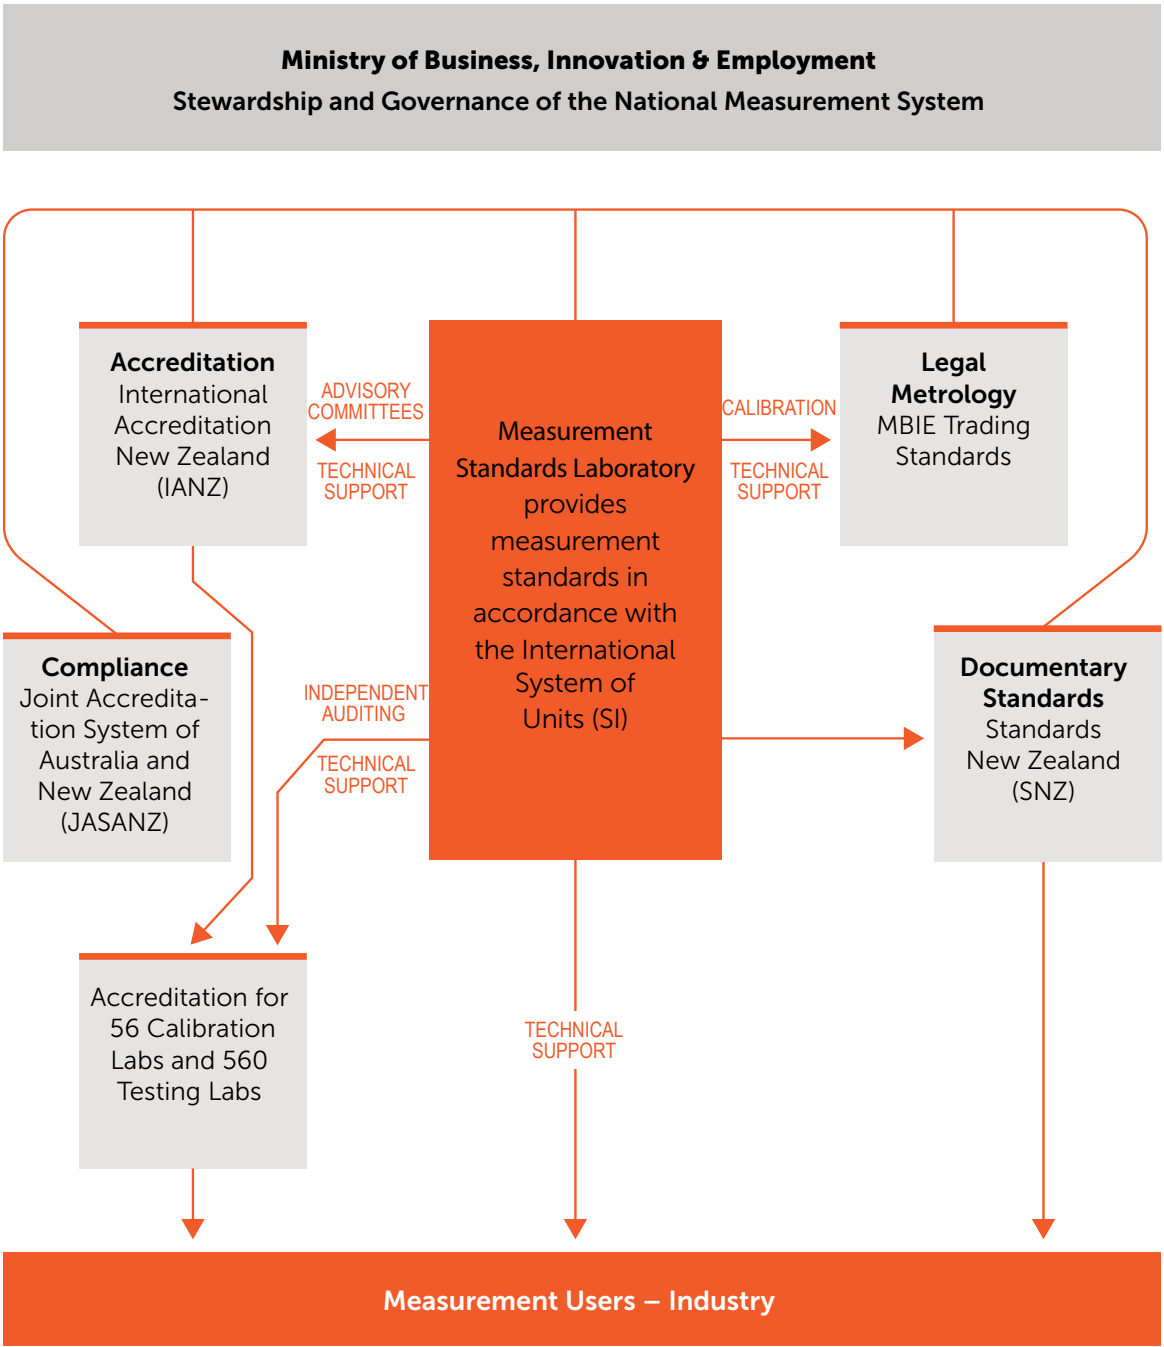 Ministry of Business, Innovation & Employment
Stewardship and Governance of the National Measurement System
Accreditation
International
Accreditation
New Zealand
(IANZ)
ADVISORY
COMMITTEES
TECHNICAL
SUPPORT
Measurement
Standards Laboratory
provides
measurement
standards in
accordance with
the International
System of
Units (SI)
CALIBRATION
TECHNICAL
SUPPORT
Legal
Metrology
MBIE Trading
Standards
Compliance
Joint Accredita-
tion System of
Australia and
New Zealand
(JASANZ)
INDEPENDENT
AUDITING
TECHNICAL
SUPPORT
Documentary
Standards
Standards
New Zealand
(SNZ)
Accreditation for
56 Calibration
Labs and 560
Testing Labs
TECHNICAL
SUPPORT
Measurement Users – Industry